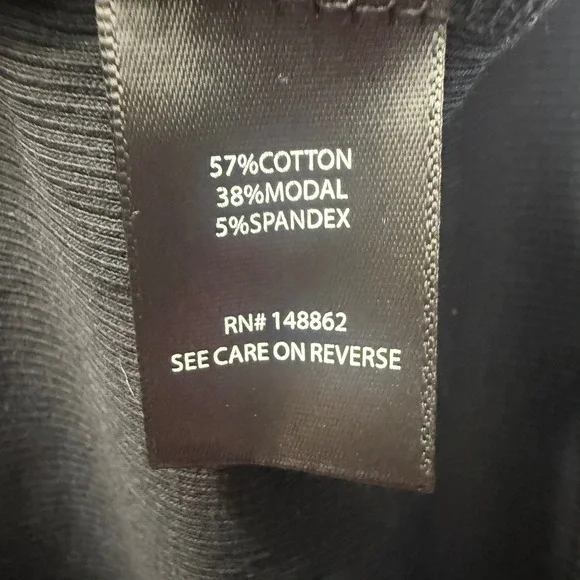 57%COTTON
38%MODAL
5%SPANDEX
RN# 148862
SEE CARE ON REVERSE